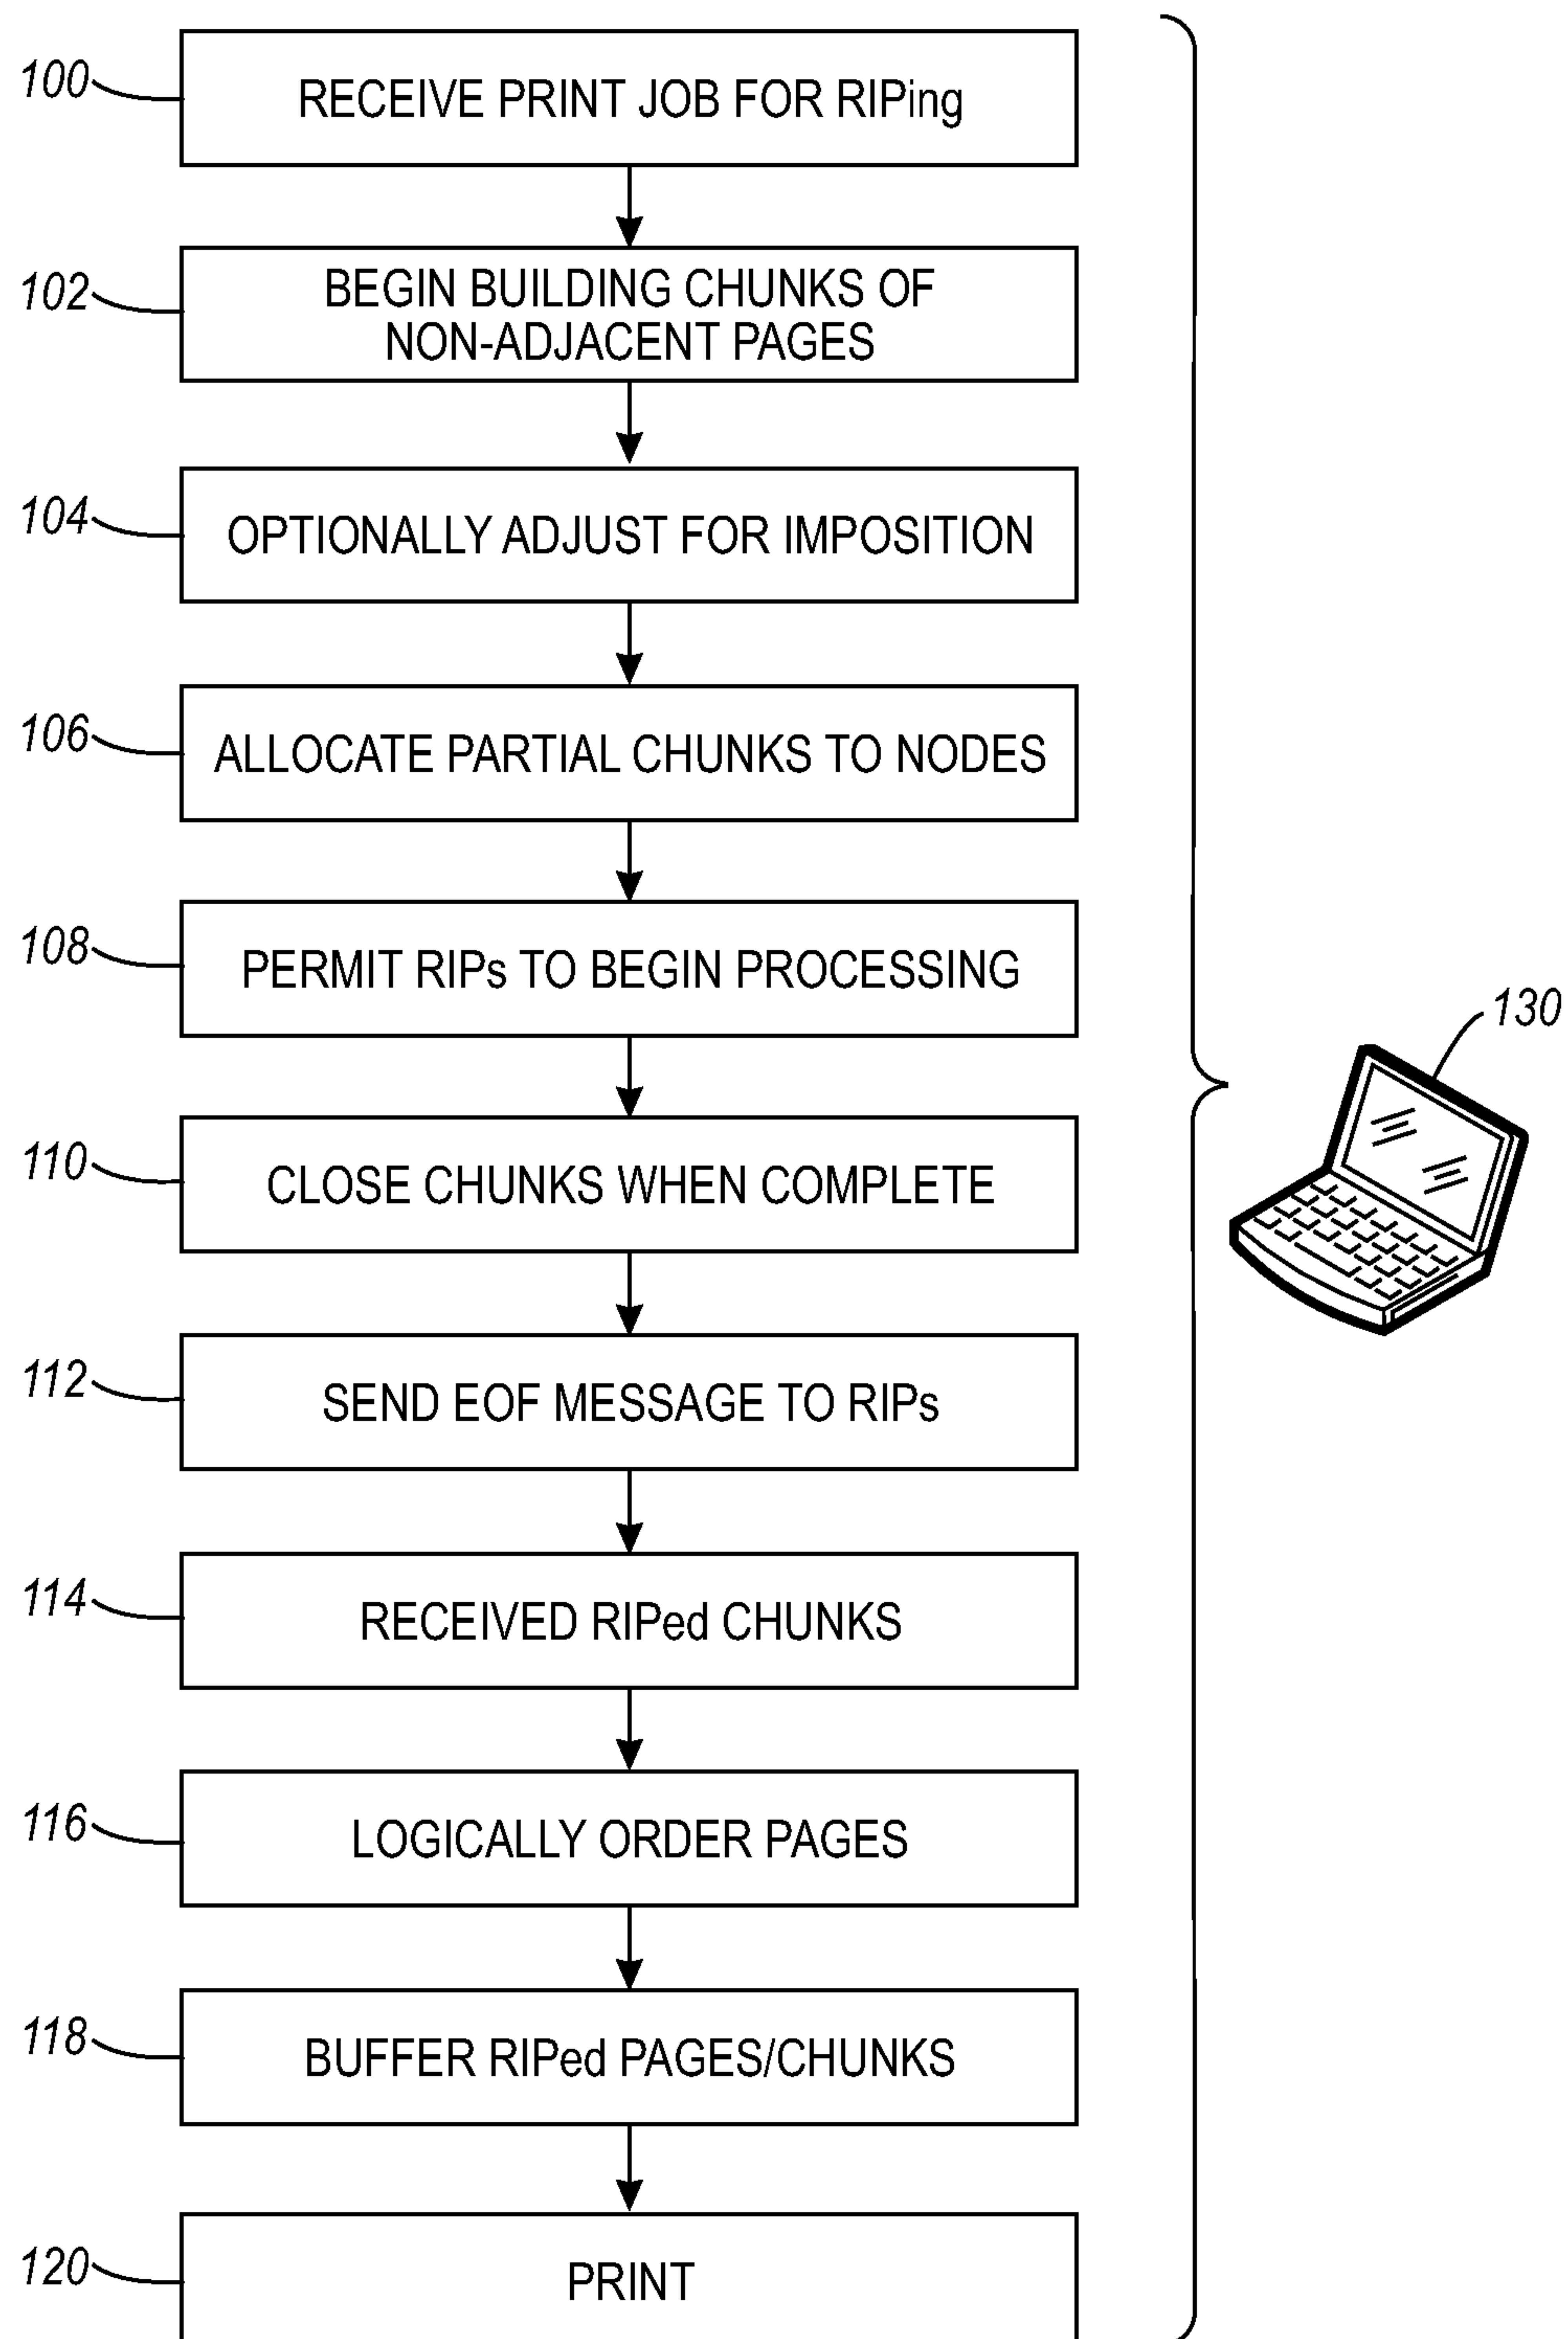 100
RECEIVE PRINT JOB FOR RIPing
102
BEGIN BUILDING CHUNKS OF
NON-ADJACENT PAGES
104
OPTIONALLY ADJUST FOR IMPOSITION
106
ALLOCATE PARTIAL CHUNKS TO NODES
108
PERMIT RIPs TO BEGIN PROCESSING
130
110
CLOSE CHUNKS WHEN COMPLETE
112
SEND EOF MESSAGE TO RIPs
114
RECEIVED RIPed CHUNKS
116
LOGICALLY ORDER PAGES
118
BUFFER RIPed PAGES/CHUNKS
120
PRINT